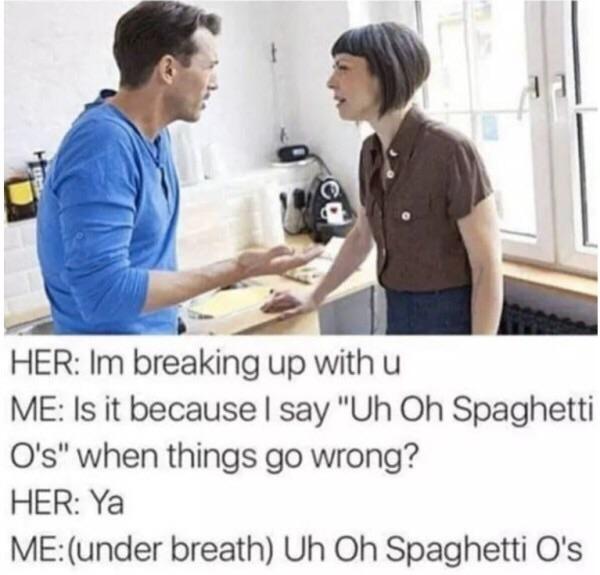 HER: Im breaking up with u
ME: Is it because I say "Uh Oh Spaghetti
O's" when things go wrong?
HER: Ya
ME:(under breath) Uh Oh Spaghetti O's